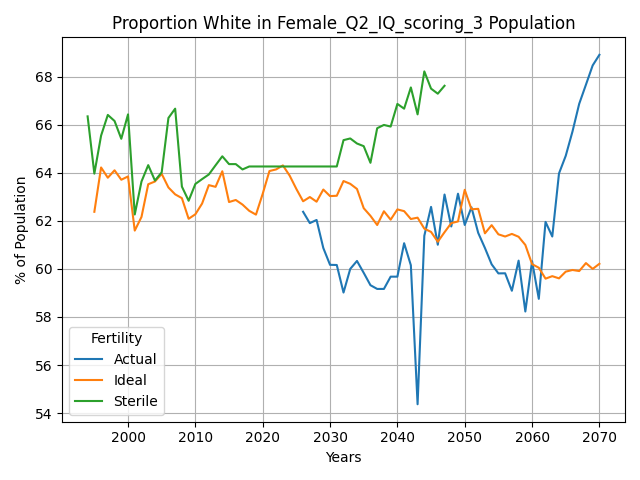 Proportion White in Female_Q2_IQ_scoring_3 Population
% of Population
68
66
64
62
60
58
56
54
Fertility
Actual
Ideal
Sterile
2000 2010 2020 2030 2040 2050 2060 2070
Years